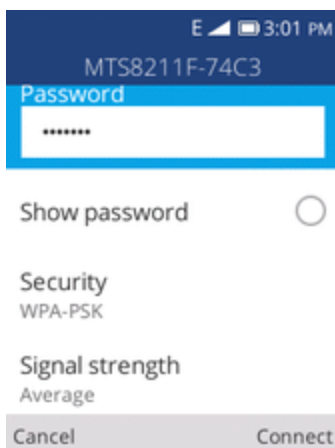 E 3:01 PM
MTS8211F-74C3
Password
•••••••
Show password
Security
WPA-PSK
Signal strength
Average
Cancel Connect